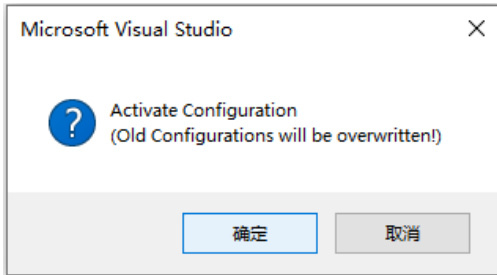 Microsoft Visual Studio
Activate Configuration
(Old Configurations will be overwritten!)
确定
取消